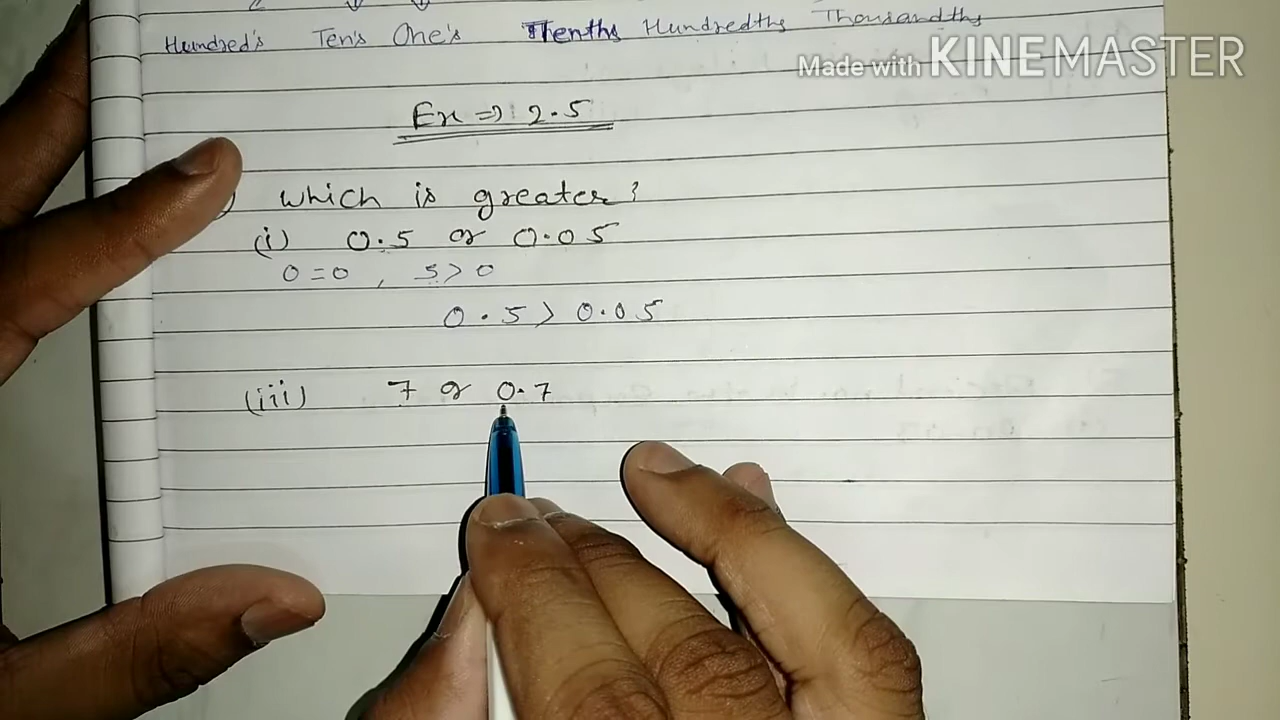 Hundred's Ten's One's Tenths Hundredths Thousandths
Made with KINEMASTER
Ex => 2.5
which is greater?
(i) 0.5 or 0.05
0=0 , 5>0
0.5 > 0.05
(iii) 7 or 0.7